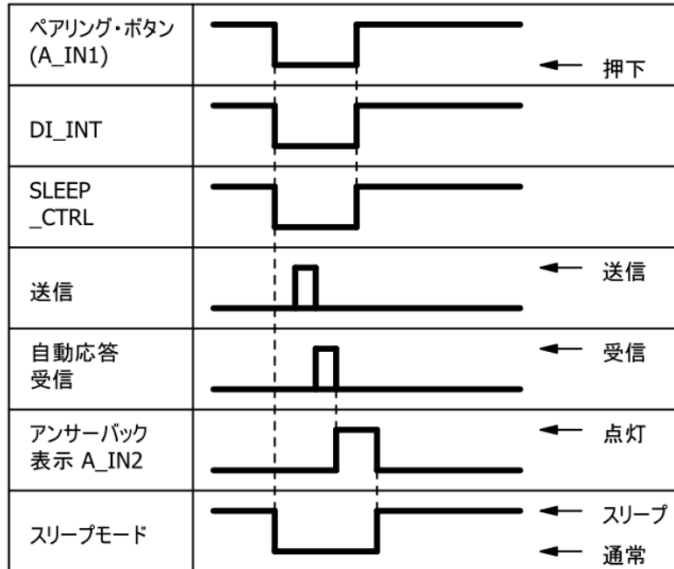 ペアリング・ボタン
(A_IN1)
← 押下
DI_INT
SLEEP
_CTRL
送信
← 送信
自動応答
受信
← 受信
アンサーバック
表示 A_IN2
← 点灯
スリープモード
← スリープ
← 通常